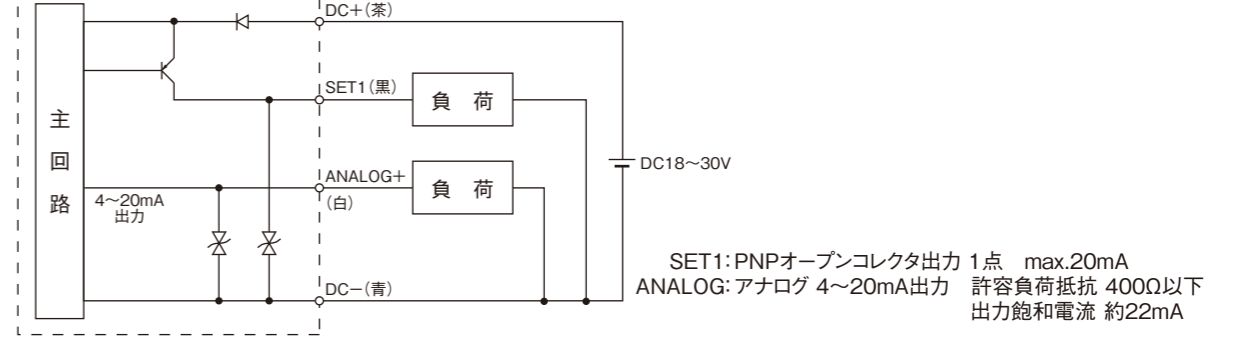 DC+(茶)
SET1(黒)
負 荷
主回路
ANALOG+
(白)
負 荷
4～20mA
出力
DC18～30V
DC−(青)
SET1：PNPオープンコレクタ出力 1点 max.20mA
ANALOG：アナログ 4～20mA出力 許容負荷抵抗 400Ω以下
出力飽和電流 約22mA